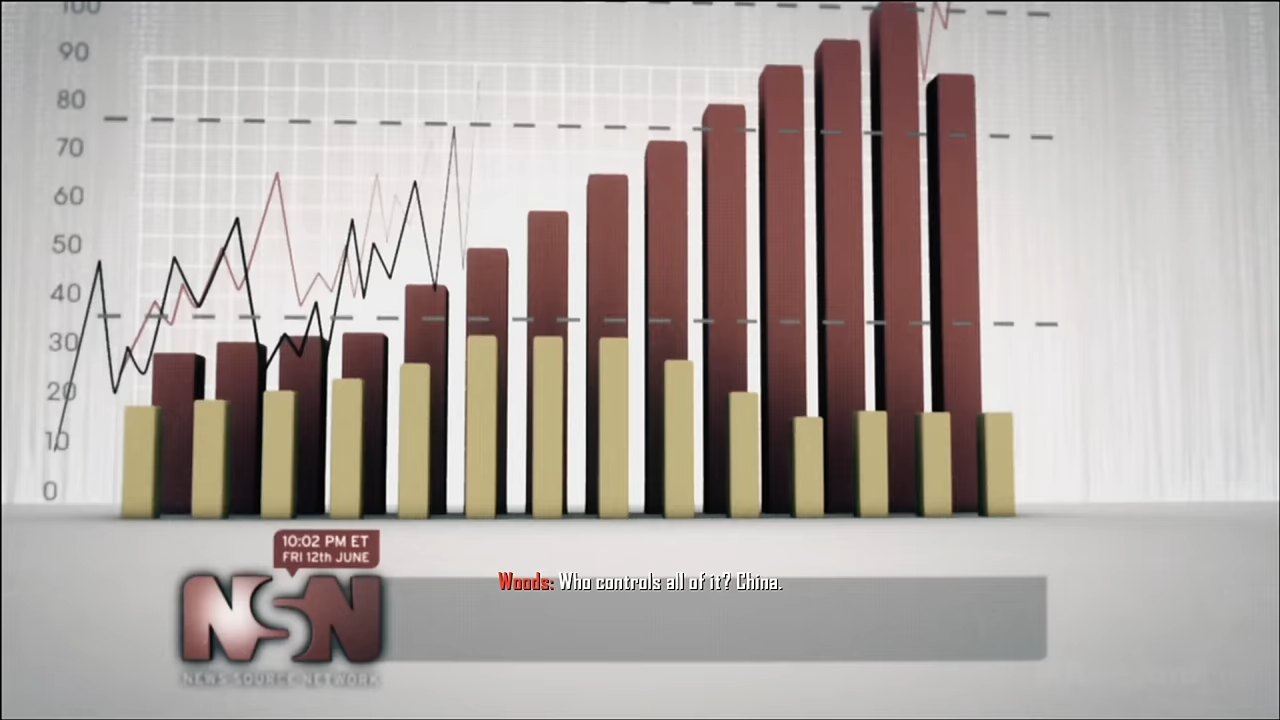 100
90
80
70
60
50
40
30
20
10
0
10:02 PM ET
FRI 12th JUNE
Woods: Who controls all of it? China.
NSN
NEWS SOURCE NETWORK